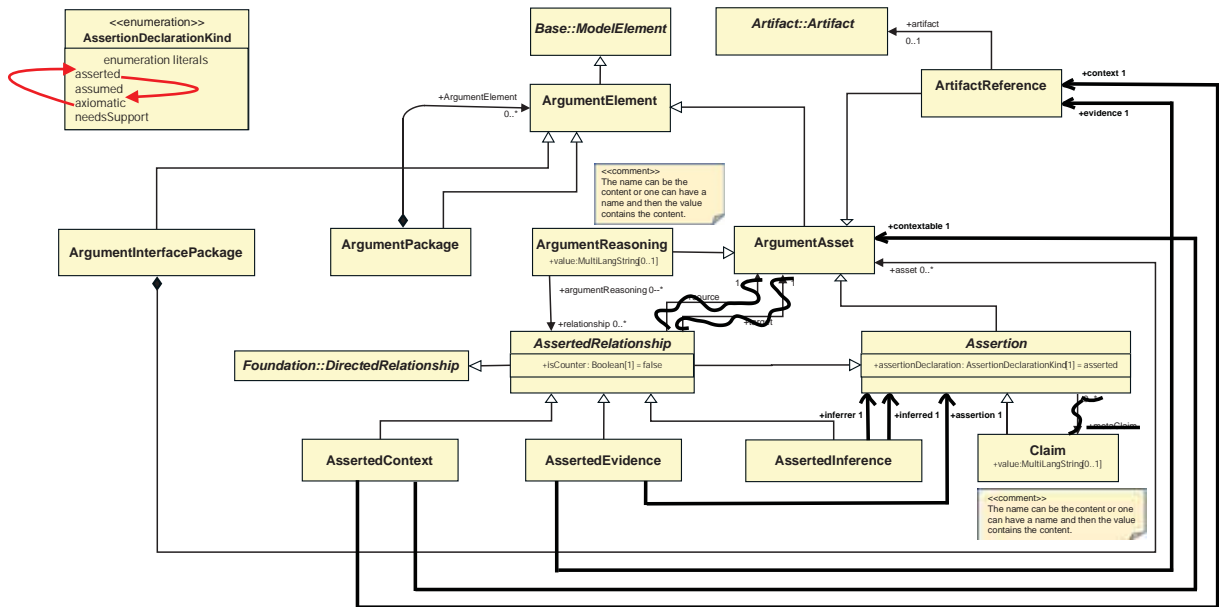 <<enumeration>>
AssertionDeclarationKind
enumeration literals
asserted
assumed
axiomatic
needsSupport
Base::ModelElement
Artifact::Artifact
+artifact
0..1
ArtifactReference
+context 1
+evidence 1
+ArgumentElement
0..*
ArgumentElement
<<comment>>
The name can be the
content or one can have a
name and then the value
contains the content.
ArgumentInterfacePackage
ArgumentPackage
ArgumentReasoning
+value:MultiLangString[0..1]
ArgumentAsset
+contextable 1
+asset 0..*
+argumentReasoning 0--*
1
1
+source
+target
+relationship 0..*
AssertedRelationship
+isCounter: Boolean[1] = false
Assertion
+assertionDeclaration: AssertionDeclarationKind[1] = asserted
Foundation::DirectedRelationship
+inferrer 1
+inferred 1
+assertion 1
+metaClaim
AssertedContext
AssertedEvidence
AssertedInference
Claim
+value:MultiLangString[0..1]
<<comment>>
The name can be the content or one
can have a name and then the value
contains the content.